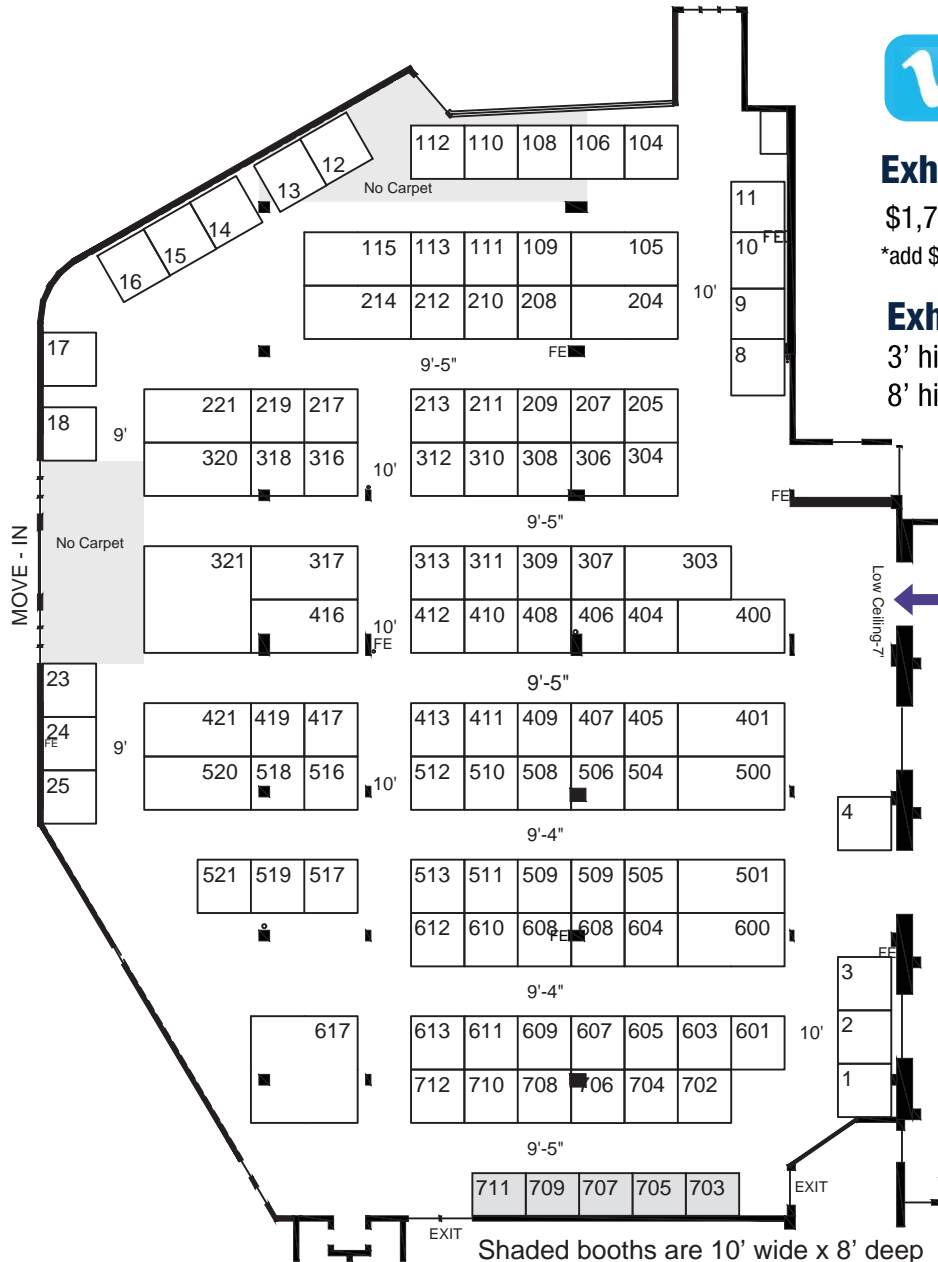 112 110 108 106 104
12
13
No Carpet
14
15
16
11
FE
10
9
8
115 113 111 109 105
10'
214 212 210 208 204
17
FE
9'-5"
18
9'
221 219 217 213 211 209 207 205
320 318 316 10' 312 310 308 306 304
FE
9'-5"
MOVE - IN
No Carpet
321 317 313 311 309 307 303
Low Ceiling-7"
416 10' 412 410 408 406 404 400
FE
9'-5"
23
24
FE
25
9'
421 419 417 413 411 409 407 405 401
520 518 516 10' 512 510 508 506 504 500
4
9'-4"
521 519 517 513 511 509 509 505 501
612 610 608 608 604 600
FE
FE
9'-4"
3
2
1
10'
617 613 611 609 607 605 603 601
712 710 708 706 704 702
9'-5"
711 709 707 705 703
EXIT
EXIT
Shaded booths are 10’ wide x 8’ deep
Exh
$1,7
*add $
Exh
3’ hi
8’ hi